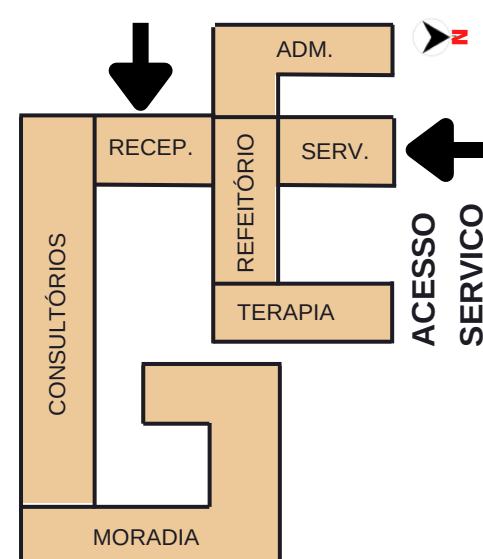 ADM.
N
RECEP.
REFEITÓRIO
SERV.
ACESSO
SERVICO
CONSULTÓRIOS
TERAPIA
MORADIA